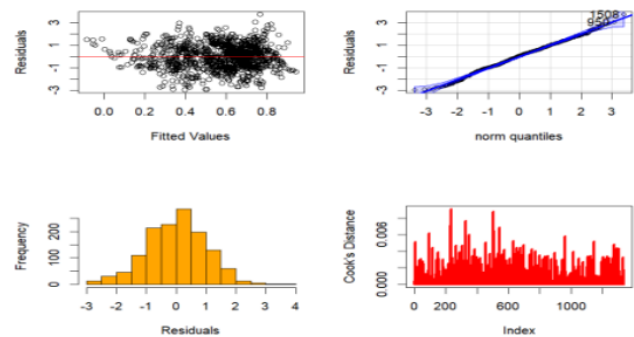 Residuals
3
1
-1
-3
0.0 0.2 0.4 0.6 0.8
Fitted Values
Residuals
3
1
-1
-3
1508
-3 -2 -1 0 1 2 3
norm quantiles
Frequency
200
0
-3 -2 -1 0 1 2 3 4
Residuals
Cook's Distance
0.006
0.000
0 200 600 1000
Index